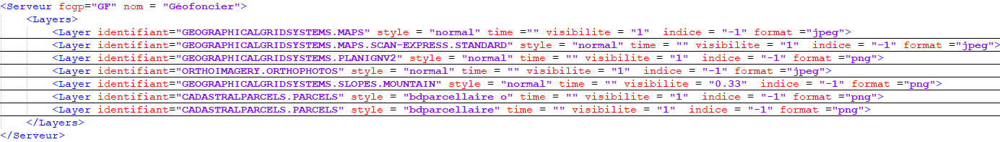 <Serveur fcgp="GF" nom = "Géofoncier">
<Layers>
<Layer identifiant="GEOGRAPHICALGRIDSYSTEMS.MAPS" style = "normal" time ="" visibilite = "1"  indice = "-1" format ="jpeg">
<Layer identifiant="GEOGRAPHICALGRIDSYSTEMS.MAPS.SCAN-EXPRESS.STANDARD" style = "normal" time = "" visibilite = "1"  indice = "-1" format ="jpeg">
<Layer identifiant="GEOGRAPHICALGRIDSYSTEMS.PLANIGNV2" style = "normal" time = "" visibilite = "1"  indice = "-1" format ="png">
<Layer identifiant="ORTHOIMAGERY.ORTHOPHOTOS" style = "normal" time = "" visibilite = "1"  indice = "-1" format ="jpeg">
<Layer identifiant="GEOGRAPHICALGRIDSYSTEMS.SLOPES.MOUNTAIN" style = "normal" time = "" visibilite = "0.33"  indice = "-1" format ="png">
<Layer identifiant="CADASTRALPARCELS.PARCELS" style = "bdparcellaire o" time = "" visibilite = "1"  indice = "-1" format ="png">
<Layer identifiant="CADASTRALPARCELS.PARCELS" style = "bdparcellaire" time = "" visibilite = "1"  indice = "-1" format ="png">
</Layers>
</Serveur>